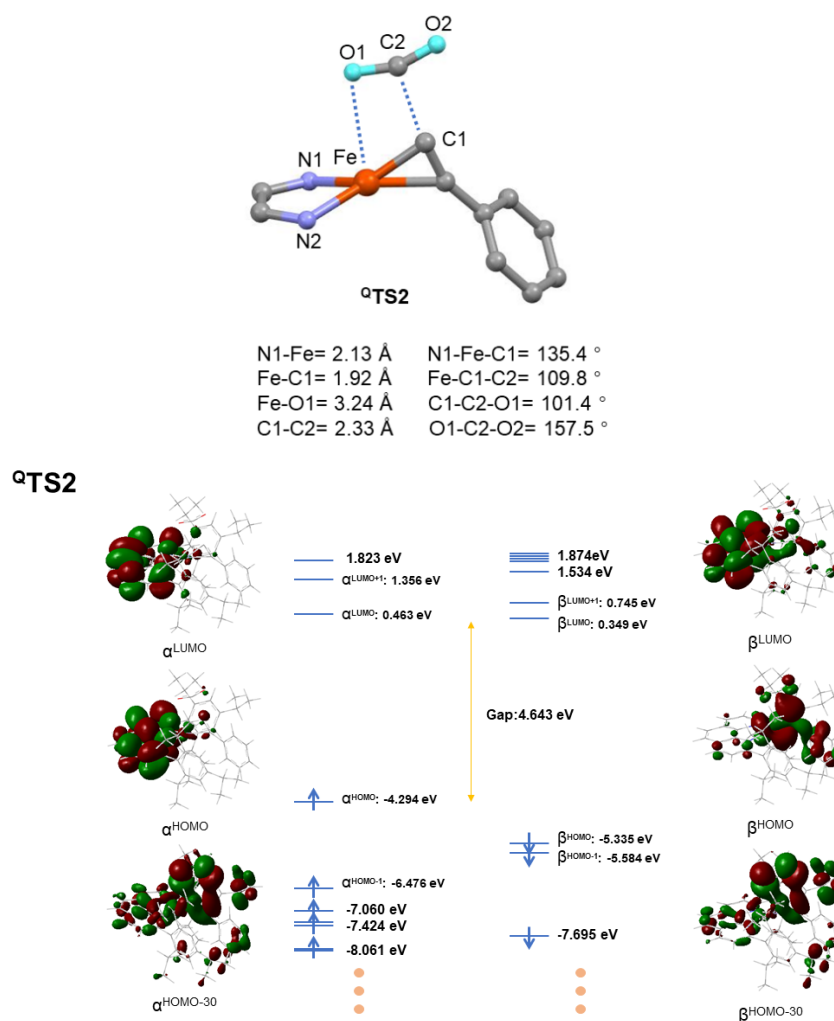 O2
C2
O1
C1
Fe
N1
N2
QTS2
N1-Fe= 2.13 Å N1-Fe-C1= 135.4 °
Fe-C1= 1.92 Å Fe-C1-C2= 109.8 °
Fe-O1= 3.24 Å C1-C2-O1= 101.4 °
C1-C2= 2.33 Å O1-C2-O2= 157.5 °
QTS2
1.823 eV
αLUMO+1: 1.356 eV
αLUMO: 0.463 eV
αLUMO
1.874eV
1.534 eV
βLUMO+1: 0.745 eV
βLUMO: 0.349 eV
βLUMO
Gap:4.643 eV
αHOMO: -4.294 eV
αHOMO
βHOMO: -5.335 eV
βHOMO-1: -5.584 eV
βHOMO
αHOMO-1: -6.476 eV
-7.060 eV
-7.424 eV
-8.061 eV
αHOMO-30
-7.695 eV
βHOMO-30